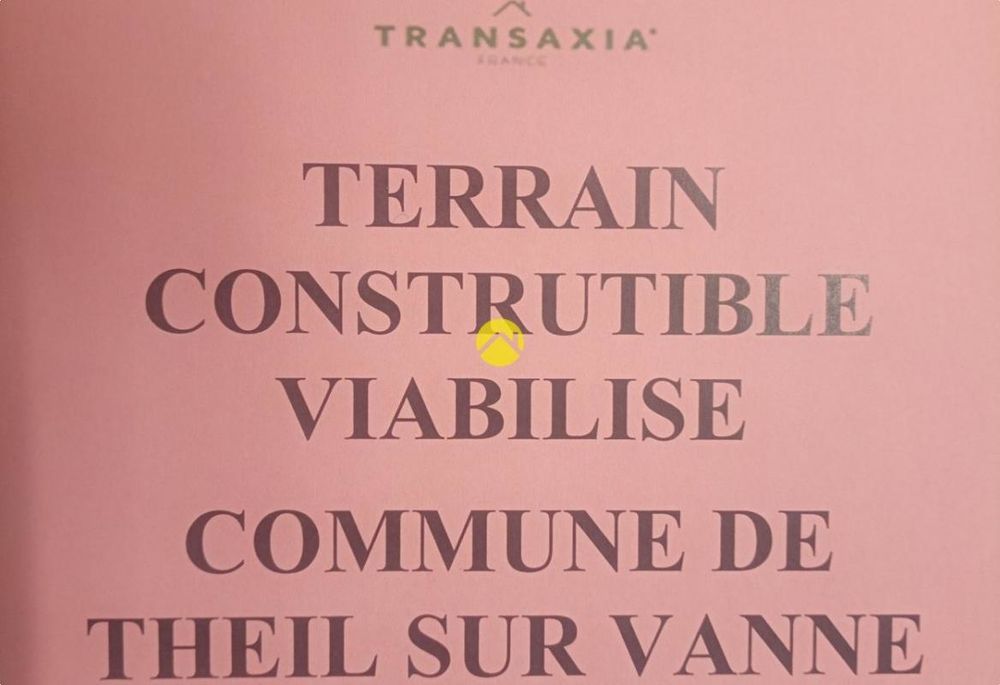 TRANSAXIA
FRANCE
TERRAIN
CONSTRUTIBLE
VIABILISE
COMMUNE DE
THEIL SUR VANNE